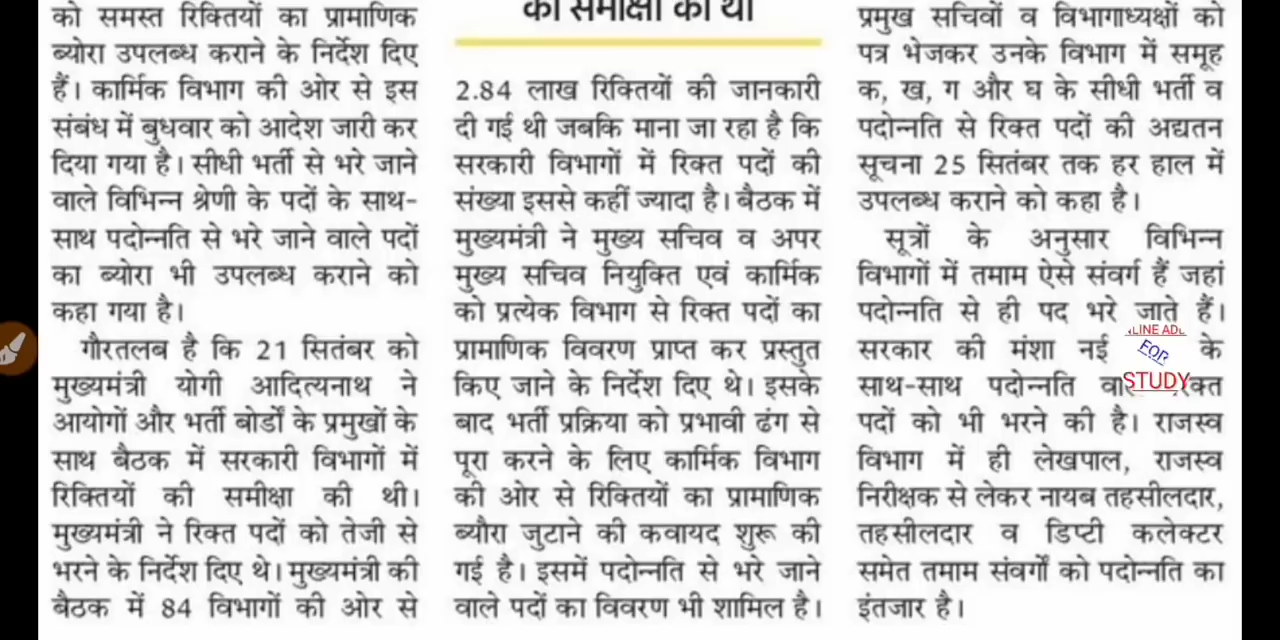 को समस्त रिक्तियों का प्रामाणिक
ब्योरा उपलब्ध कराने के निर्देश दिए
हैं। कार्मिक विभाग की ओर से इस
संबंध में बुधवार को आदेश जारी कर
दिया गया है। सीधी भर्ती से भरे जाने
वाले विभिन्न श्रेणी के पदों के साथ-
साथ पदोन्नति से भरे जाने वाले पदों
का ब्योरा भी उपलब्ध कराने को
कहा गया है।
गौरतलब है कि 21 सितंबर को
मुख्यमंत्री योगी आदित्यनाथ ने
आयोगों और भर्ती बोर्डों के प्रमुखों के
साथ बैठक में सरकारी विभागों में
रिक्तियों की समीक्षा की थी।
मुख्यमंत्री ने रिक्त पदों को तेजी से
भरने के निर्देश दिए थे। मुख्यमंत्री की
बैठक में 84 विभागों की ओर से
की समीक्षा की थी
2.84 लाख रिक्तियों की जानकारी
दी गई थी जबकि माना जा रहा है कि
सरकारी विभागों में रिक्त पदों की
संख्या इससे कहीं ज्यादा है। बैठक में
मुख्यमंत्री ने मुख्य सचिव व अपर
मुख्य सचिव नियुक्ति एवं कार्मिक
को प्रत्येक विभाग से रिक्त पदों का
प्रामाणिक विवरण प्राप्त कर प्रस्तुत
किए जाने के निर्देश दिए थे। इसके
बाद भर्ती प्रक्रिया को प्रभावी ढंग से
पूरा करने के लिए कार्मिक विभाग
की ओर से रिक्तियों का प्रामाणिक
ब्यौरा जुटाने की कवायद शुरू की
गई है। इसमें पदोन्नति से भरे जाने
वाले पदों का विवरण भी शामिल है।
प्रमुख सचिवों व विभागाध्यक्षों को
पत्र भेजकर उनके विभाग में समूह
क, ख, ग और घ के सीधी भर्ती व
पदोन्नति से रिक्त पदों की अद्यतन
सूचना 25 सितंबर तक हर हाल में
उपलब्ध कराने को कहा है।
सूत्रों के अनुसार विभिन्न
विभागों में तमाम ऐसे संवर्ग हैं जहां
पदोन्नति से ही पद भरे जाते हैं।
सरकार की मंशा नई के
साथ-साथ पदोन्नति
पदों को भी भरने की है। राजस्व
विभाग में ही लेखपाल, राजस्व
निरीक्षक से लेकर नायब तहसीलदार,
तहसीलदार व डिप्टी कलेक्टर
समेत तमाम संवर्गों को पदोन्नति का
इंतजार है।
FOR
STUDY